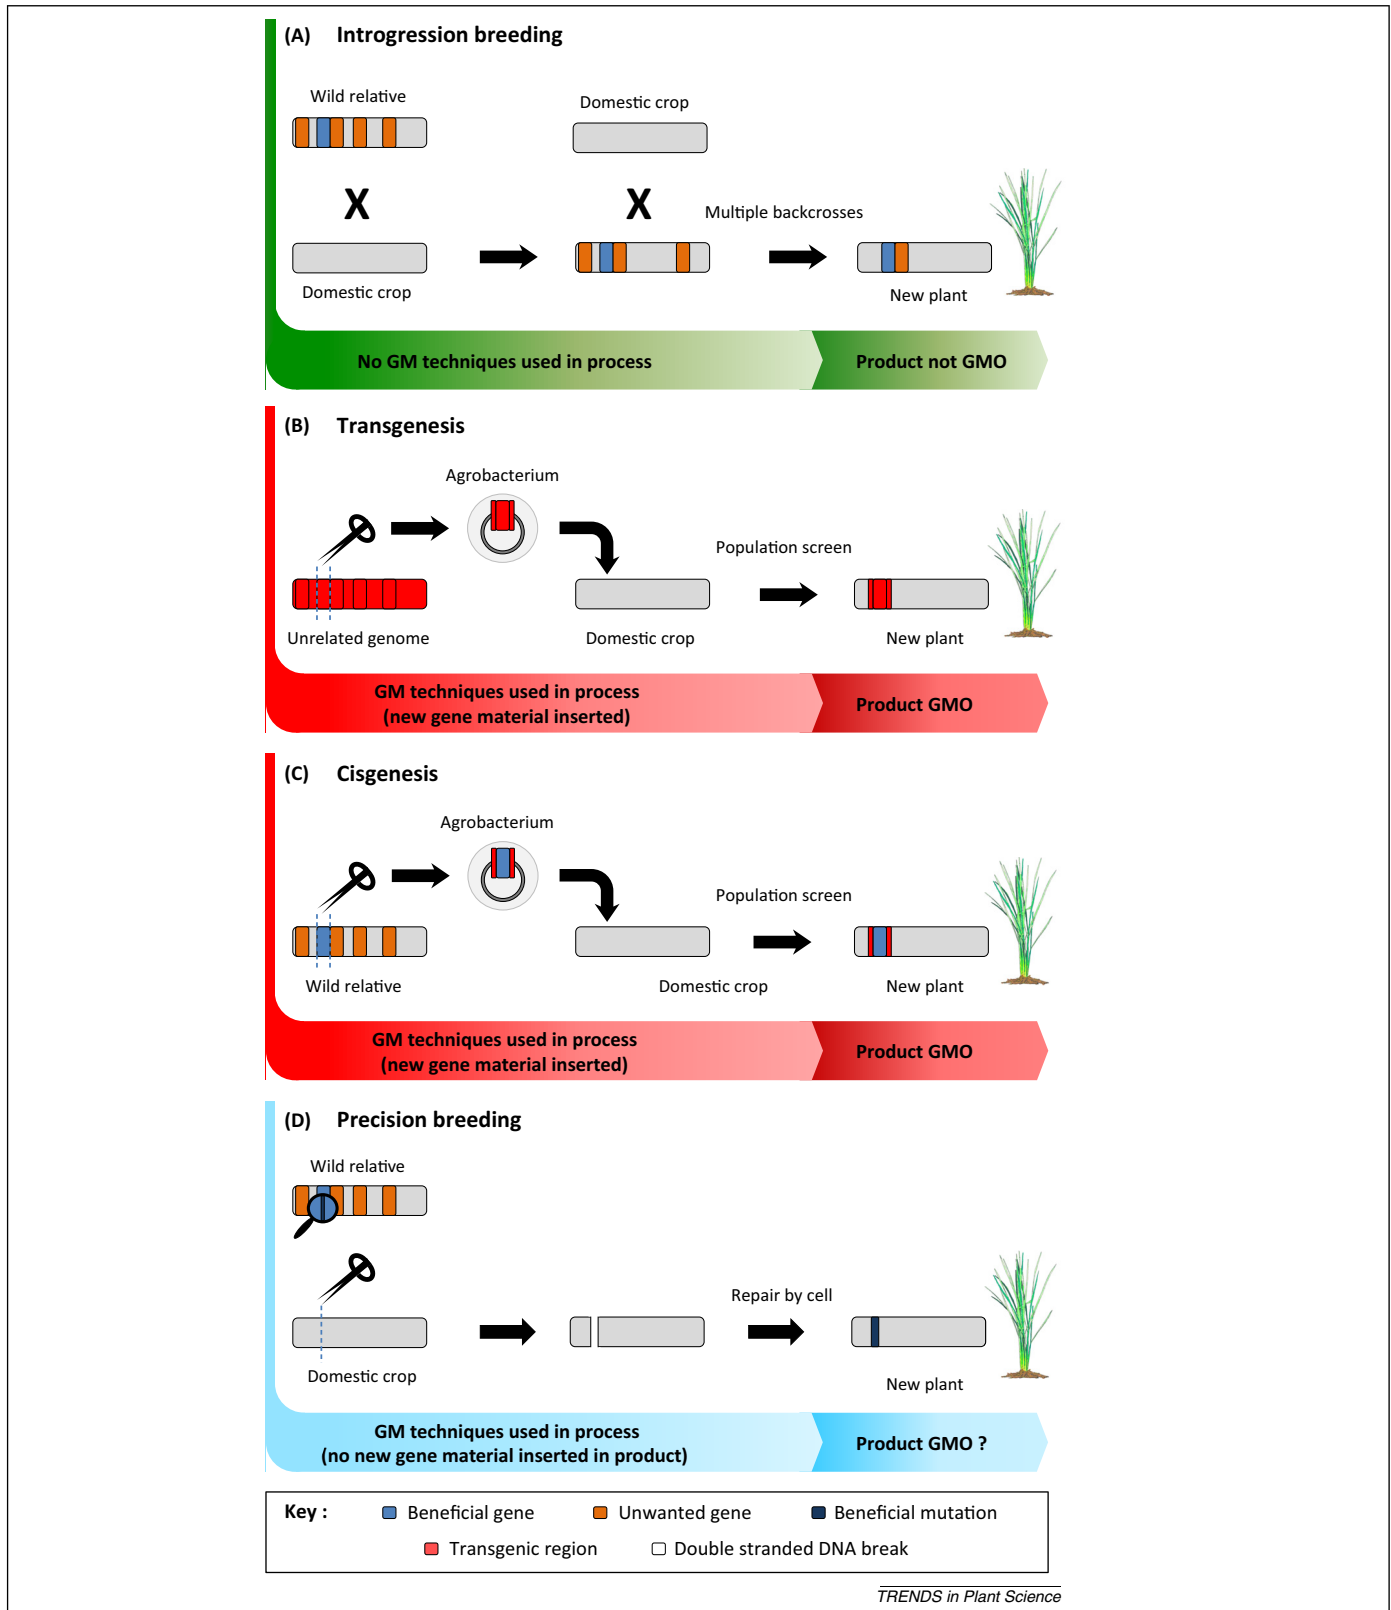 (A) Introgression breeding
Wild relative
Domestic crop
X
X
Multiple backcrosses
Domestic crop
New plant
No GM techniques used in process
Product not GMO
(B) Transgenesis
Agrobacterium
Population screen
Unrelated genome
Domestic crop
New plant
GM techniques used in process
(new gene material inserted)
Product GMO
(C) Cisgenesis
Agrobacterium
Population screen
Wild relative
Domestic crop
New plant
GM techniques used in process
(new gene material inserted)
Product GMO
(D) Precision breeding
Wild relative
Repair by cell
Domestic crop
New plant
GM techniques used in process
(no new gene material inserted in product)
Product GMO ?
Key : Beneficial gene Unwanted gene Beneficial mutation
Transgenic region Double stranded DNA break
TRENDS in Plant Science